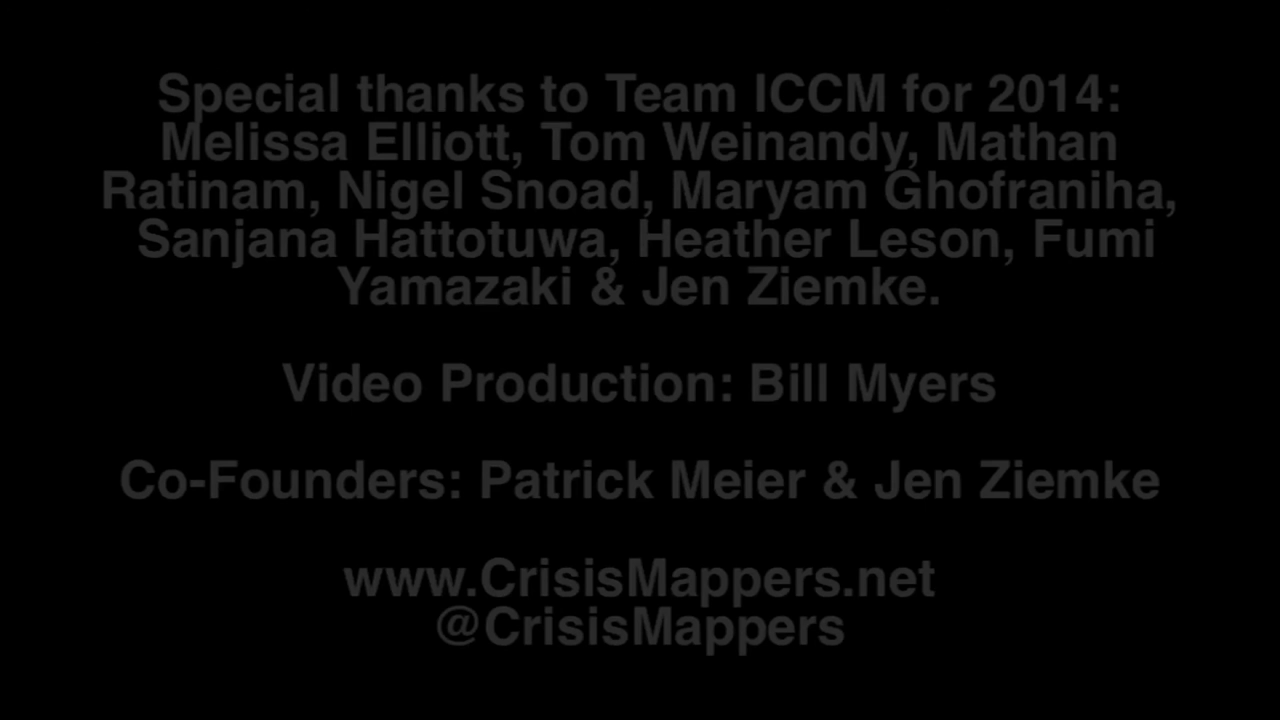 Special thanks to Team ICCM for 2014:
Melissa Elliott, Tom Weinandy, Mathan
Ratinam, Nigel Snoad, Maryam Ghofraniha,
Sanjana Hattotuwa, Heather Leson, Fumi
Yamazaki & Jen Ziemke.
Video Production: Bill Myers
Co-Founders: Patrick Meier & Jen Ziemke
www.CrisisMappers.net
@CrisisMappers